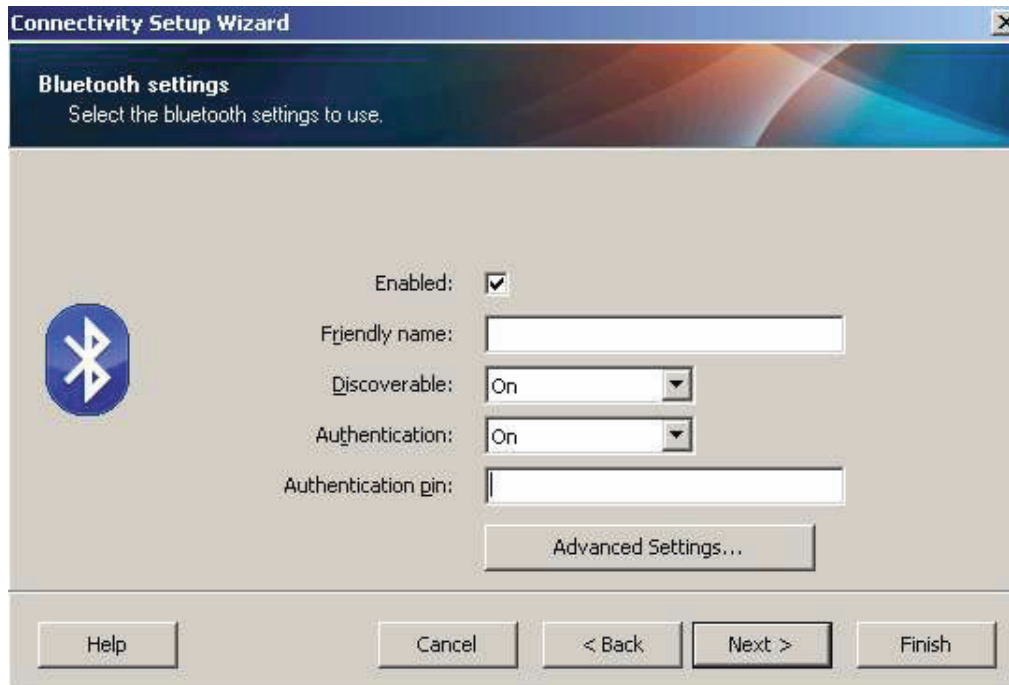 Connectivity Setup Wizard
Bluetooth settings
Select the bluetooth settings to use.
Enabled:
Friendly name:
Discoverable: On
Authentication: On
Authentication pin:
Advanced Settings...
Help Cancel < Back Next > Finish